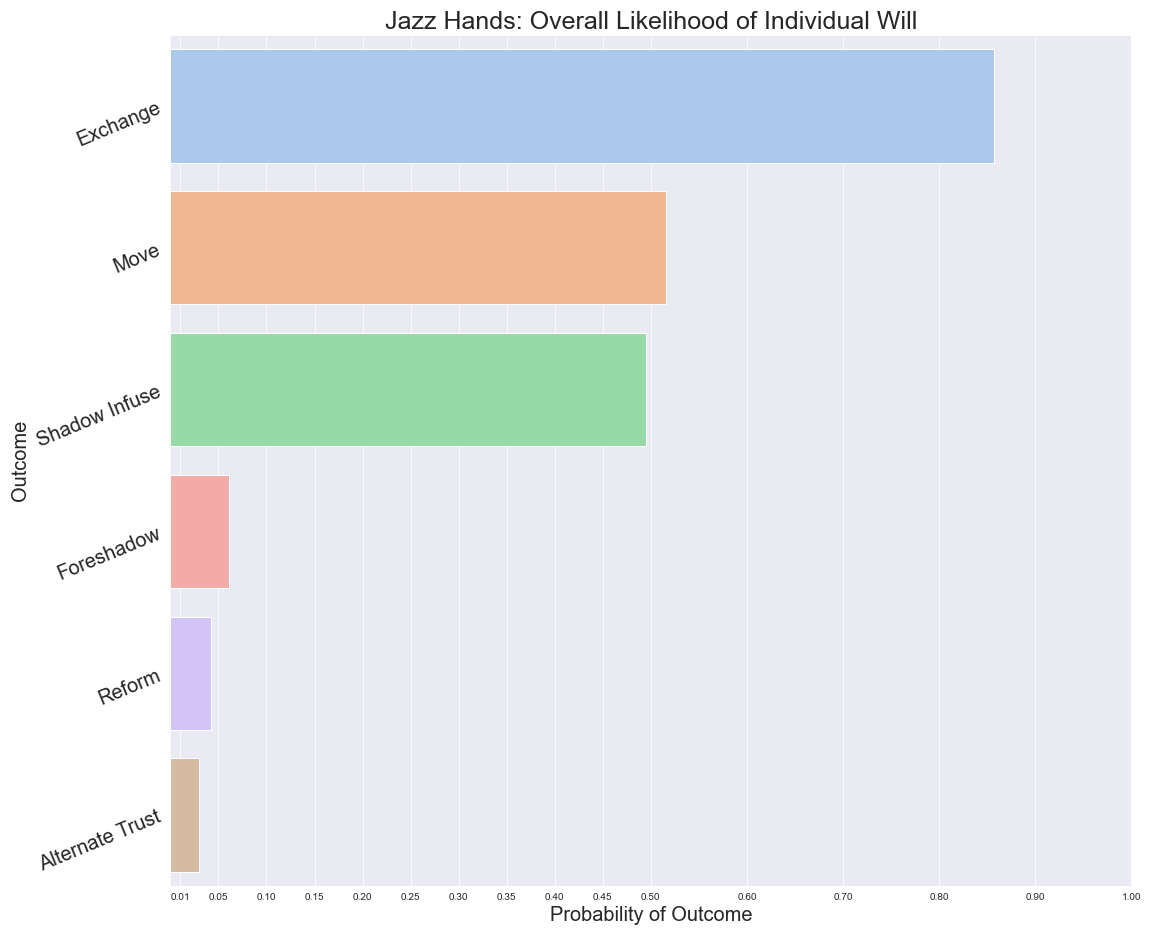 Jazz Hands: Overall Likelihood of Individual Will
Outcome
Exchange
Move
Shadow Infuse
Foreshadow
Reform
Alternate Trust
0.01 0.05 0.10 0.15 0.20 0.25 0.30 0.35 0.40 0.45 0.50 0.60 0.70 0.80 0.90 1.00
Probability of Outcome